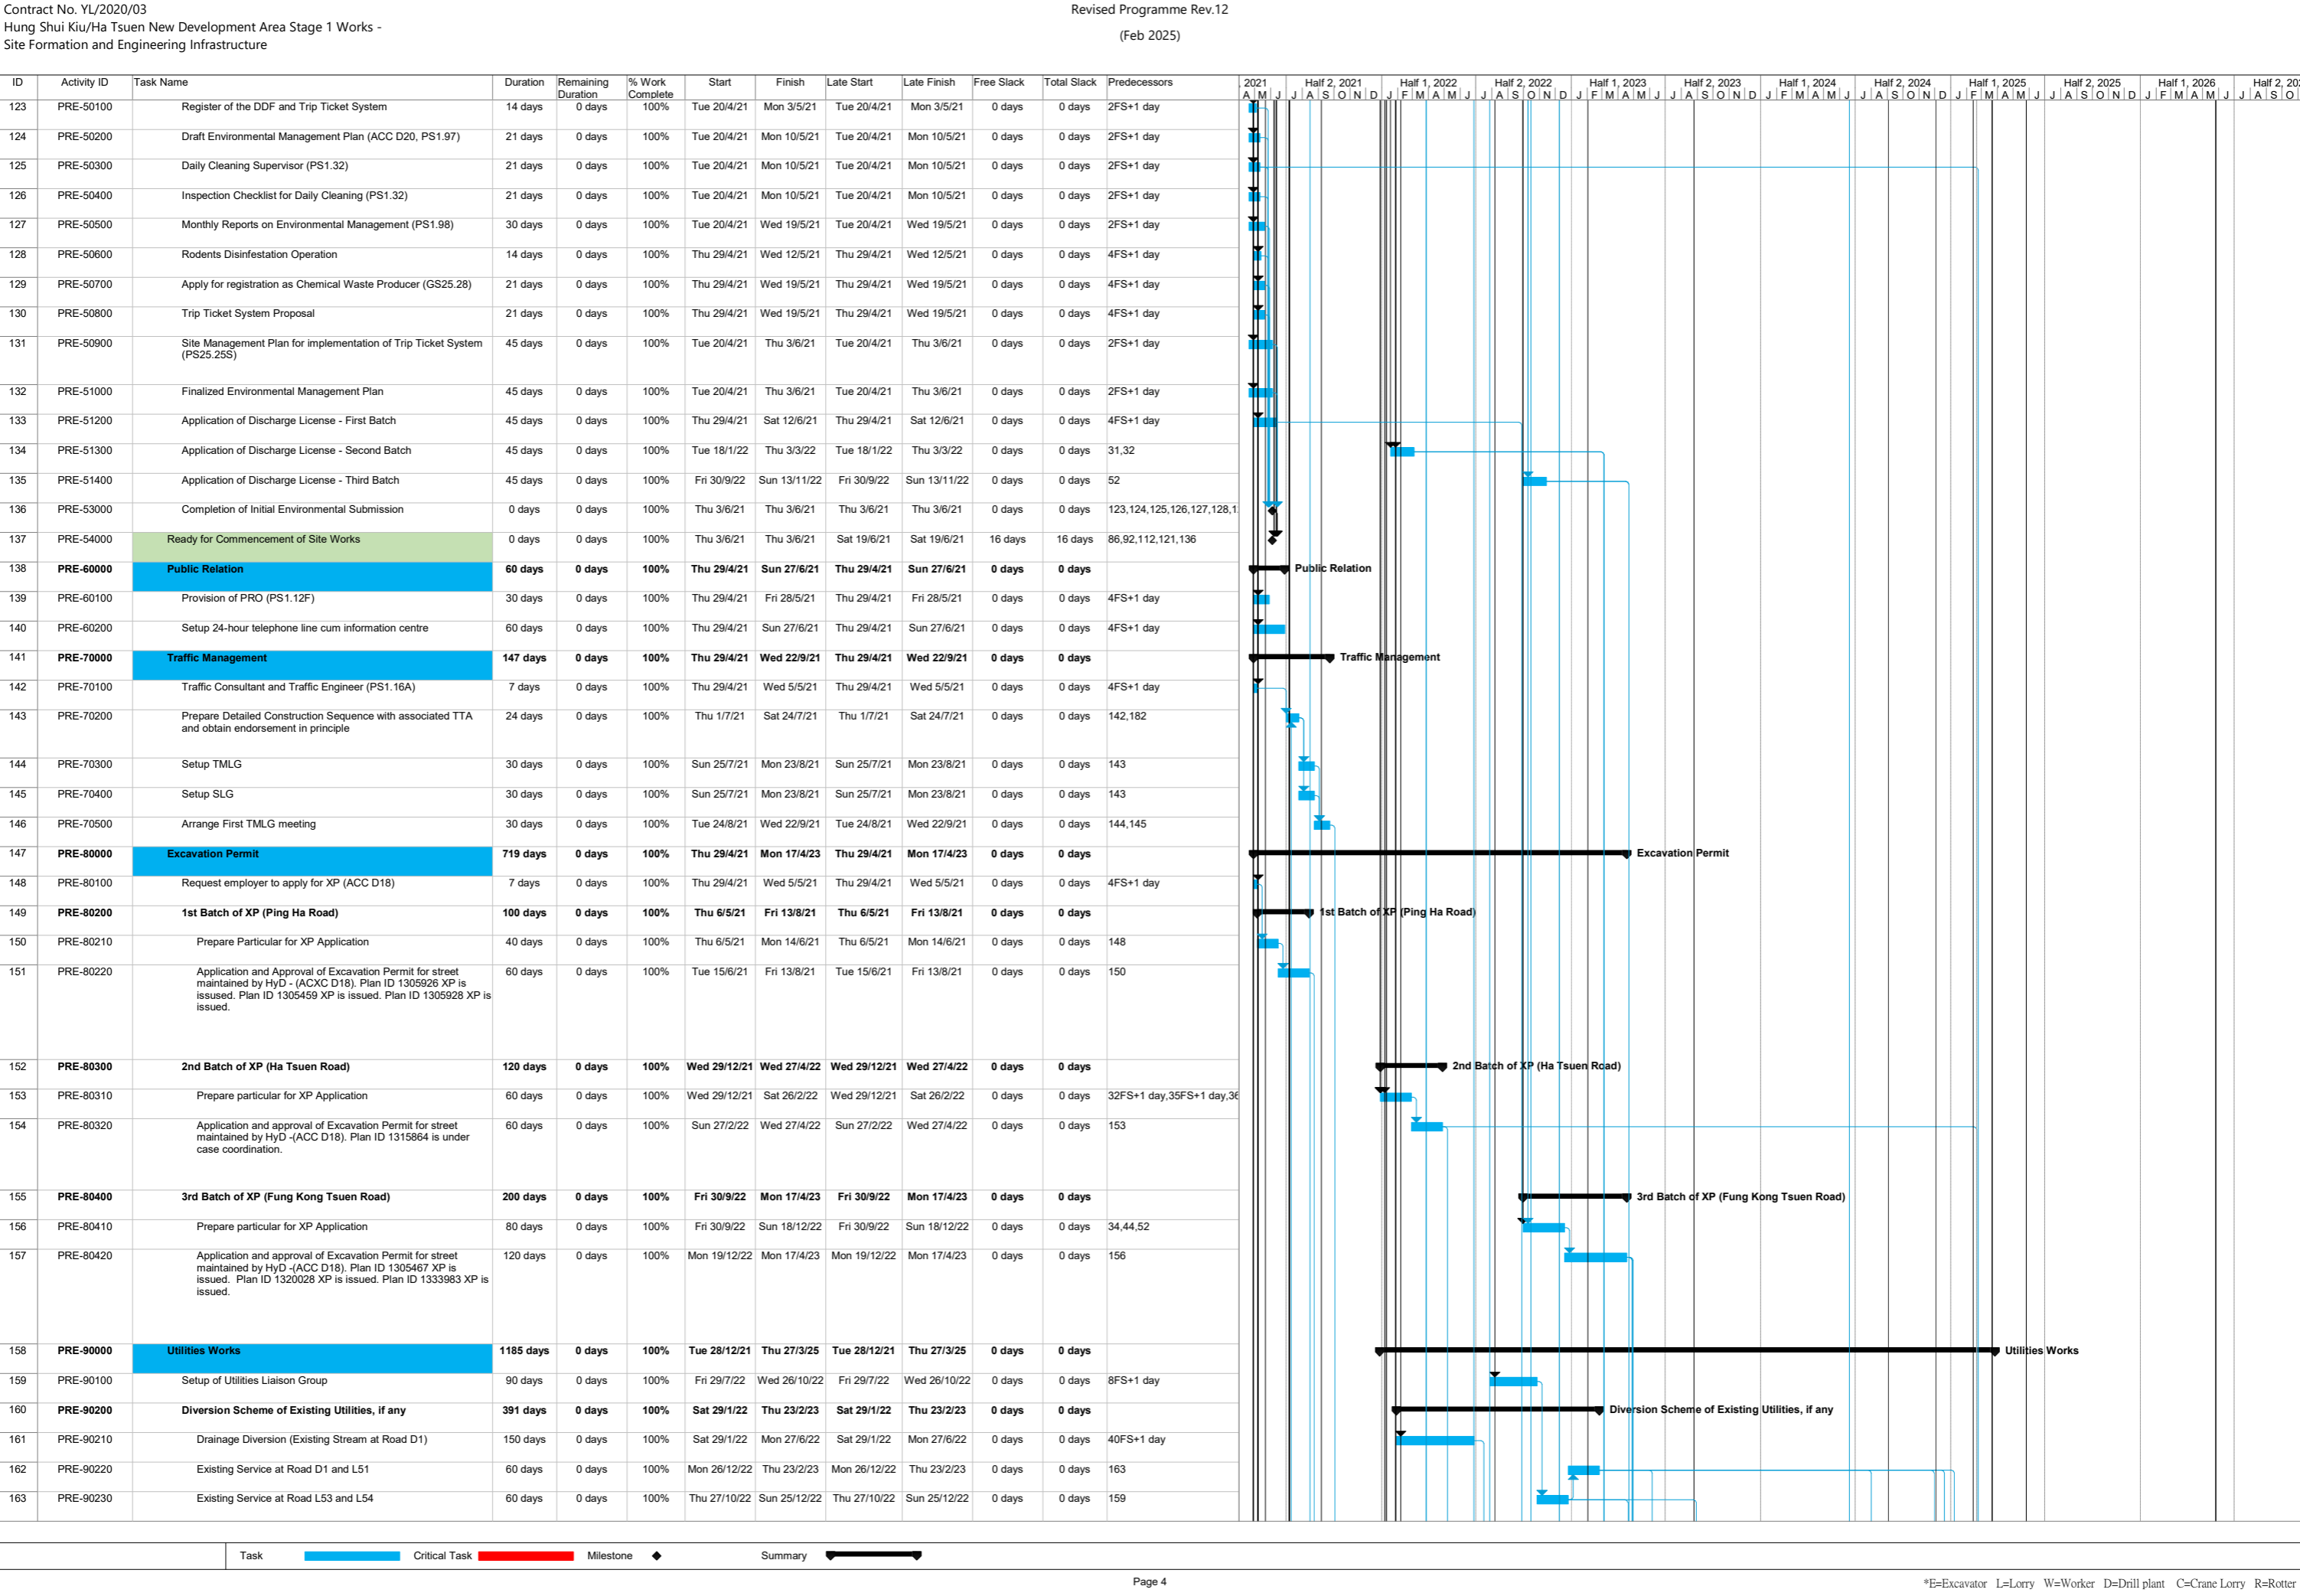 Contract No. YL/2020/03
Hung Shui Kiu/Ha Tsuen New Development Area Stage 1 Works -
Site Formation and Engineering Infrastructure
Revised Programme Rev.12
(Feb 2025)
ID Activity ID Task Name Duration Remaining Duration % Work Complete Start Finish Late Start Late Finish Free Slack Total Slack Predecessors
, 2021 Half 2, 2021 Half 1, 2022 Half 2, 2022 Half 1, 2023 Half 2, 2023 Half 1, 2024 Half 2, 2024 Half 1, 2025 Half 2, 2025 Half 1, 2026 Half 2, 202
A M J J A S O N D J F M A M J J A S O N D J F M A M J J A S O N D J F M A M J J A S O N D J F M A M J J A S O N D J F M A M J J A S O
123 PRE-50100 Register of the DDF and Trip Ticket System 14 days 0 days 100% Tue 20/4/21 Mon 3/5/21 Tue 20/4/21 Mon 3/5/21 0 days 0 days 2FS+1 day
124 PRE-50200 Draft Environmental Management Plan (ACC D20, PS1.97) 21 days 0 days 100% Tue 20/4/21 Mon 10/5/21 Tue 20/4/21 Mon 10/5/21 0 days 0 days 2FS+1 day
125 PRE-50300 Daily Cleaning Supervisor (PS1.32) 21 days 0 days 100% Tue 20/4/21 Mon 10/5/21 Tue 20/4/21 Mon 10/5/21 0 days 0 days 2FS+1 day
126 PRE-50400 Inspection Checklist for Daily Cleaning (PS1.32) 21 days 0 days 100% Tue 20/4/21 Mon 10/5/21 Tue 20/4/21 Mon 10/5/21 0 days 0 days 2FS+1 day
127 PRE-50500 Monthly Reports on Environmental Management (PS1.98) 30 days 0 days 100% Tue 20/4/21 Wed 19/5/21 Tue 20/4/21 Wed 19/5/21 0 days 0 days 2FS+1 day
128 PRE-50600 Rodents Disinfestation Operation 14 days 0 days 100% Thu 29/4/21 Wed 12/5/21 Thu 29/4/21 Wed 12/5/21 0 days 0 days 4FS+1 day
129 PRE-50700 Apply for registration as Chemical Waste Producer (GS25.28) 21 days 0 days 100% Thu 29/4/21 Wed 19/5/21 Thu 29/4/21 Wed 19/5/21 0 days 0 days 4FS+1 day
130 PRE-50800 Trip Ticket System Proposal 21 days 0 days 100% Thu 29/4/21 Wed 19/5/21 Thu 29/4/21 Wed 19/5/21 0 days 0 days 4FS+1 day
131 PRE-50900 Site Management Plan for implementation of Trip Ticket System 45 days 0 days 100% Tue 20/4/21 Thu 3/6/21 Tue 20/4/21 Thu 3/6/21 0 days 0 days 2FS+1 day
(PS25.25S)
132 PRE-51000 Finalized Environmental Management Plan 45 days 0 days 100% Tue 20/4/21 Thu 3/6/21 Tue 20/4/21 Thu 3/6/21 0 days 0 days 2FS+1 day
133 PRE-51200 Application of Discharge License - First Batch 45 days 0 days 100% Thu 29/4/21 Sat 12/6/21 Thu 29/4/21 Sat 12/6/21 0 days 0 days 4FS+1 day
134 PRE-51300 Application of Discharge License - Second Batch 45 days 0 days 100% Tue 18/1/22 Thu 3/3/22 Tue 18/1/22 Thu 3/3/22 0 days 0 days 31,32
135 PRE-51400 Application of Discharge License - Third Batch 45 days 0 days 100% Fri 30/9/22 Sun 13/11/22 Fri 30/9/22 Sun 13/11/22 0 days 0 days 52
136 PRE-53000 Completion of Initial Environmental Submission 0 days 0 days 100% Thu 3/6/21 Thu 3/6/21 Thu 3/6/21 Thu 3/6/21 0 days 0 days 123,124,125,126,127,128,1
137 PRE-54000 Ready for Commencement of Site Works 0 days 0 days 100% Thu 3/6/21 Thu 3/6/21 Sat 19/6/21 Sat 19/6/21 16 days 16 days 86,92,112,121,136
138 PRE-60000 Public Relation 60 days 0 days 100% Thu 29/4/21 Sun 27/6/21 Thu 29/4/21 Sun 27/6/21 0 days 0 days Public Relation
139 PRE-60100 Provision of PRO (PS1.12F) 30 days 0 days 100% Thu 29/4/21 Fri 28/5/21 Thu 29/4/21 Fri 28/5/21 0 days 0 days 4FS+1 day
140 PRE-60200 Setup 24-hour telephone line cum information centre 60 days 0 days 100% Thu 29/4/21 Sun 27/6/21 Thu 29/4/21 Sun 27/6/21 0 days 0 days 4FS+1 day
141 PRE-70000 Traffic Management 147 days 0 days 100% Thu 29/4/21 Wed 22/9/21 Thu 29/4/21 Wed 22/9/21 0 days 0 days Traffic Management
142 PRE-70100 Traffic Consultant and Traffic Engineer (PS1.16A) 7 days 0 days 100% Thu 29/4/21 Wed 5/5/21 Thu 29/4/21 Wed 5/5/21 0 days 0 days 4FS+1 day
143 PRE-70200 Prepare Detailed Construction Sequence with associated TTA 24 days 0 days 100% Thu 1/7/21 Sat 24/7/21 Thu 1/7/21 Sat 24/7/21 0 days 0 days 142,182
and obtain endorsement in principle
144 PRE-70300 Setup TMLG 30 days 0 days 100% Sun 25/7/21 Mon 23/8/21 Sun 25/7/21 Mon 23/8/21 0 days 0 days 143
145 PRE-70400 Setup SLG 30 days 0 days 100% Sun 25/7/21 Mon 23/8/21 Sun 25/7/21 Mon 23/8/21 0 days 0 days 143
146 PRE-70500 Arrange First TMLG meeting 30 days 0 days 100% Tue 24/8/21 Wed 22/9/21 Tue 24/8/21 Wed 22/9/21 0 days 0 days 144,145
147 PRE-80000 Excavation Permit 719 days 0 days 100% Thu 29/4/21 Mon 17/4/23 Thu 29/4/21 Mon 17/4/23 0 days 0 days Excavation Permit
148 PRE-80100 Request employer to apply for XP (ACC D18) 7 days 0 days 100% Thu 29/4/21 Wed 5/5/21 Thu 29/4/21 Wed 5/5/21 0 days 0 days 4FS+1 day
149 PRE-80200 1st Batch of XP (Ping Ha Road) 100 days 0 days 100% Thu 6/5/21 Fri 13/8/21 Thu 6/5/21 Fri 13/8/21 0 days 0 days 1st Batch of XP (Ping Ha Road)
150 PRE-80210 Prepare Particular for XP Application 40 days 0 days 100% Thu 6/5/21 Mon 14/6/21 Thu 6/5/21 Mon 14/6/21 0 days 0 days 148
151 PRE-80220 Application and Approval of Excavation Permit for street 60 days 0 days 100% Tue 15/6/21 Fri 13/8/21 Tue 15/6/21 Fri 13/8/21 0 days 0 days 150
maintained by HyD - (ACXC D18). Plan ID 1305926 XP is
issused. Plan ID 1305459 XP is issued. Plan ID 1305928 XP is
issued.
152 PRE-80300 2nd Batch of XP (Ha Tsuen Road) 120 days 0 days 100% Wed 29/12/21 Wed 27/4/22 Wed 29/12/21 Wed 27/4/22 0 days 0 days 2nd Batch of XP (Ha Tsuen Road)
153 PRE-80310 Prepare particular for XP Application 60 days 0 days 100% Wed 29/12/21 Sat 26/2/22 Wed 29/12/21 Sat 26/2/22 0 days 0 days 32FS+1 day,35FS+1 day,36
154 PRE-80320 Application and approval of Excavation Permit for street 60 days 0 days 100% Sun 27/2/22 Wed 27/4/22 Sun 27/2/22 Wed 27/4/22 0 days 0 days 153
maintained by HyD -(ACC D18). Plan ID 1315864 is under
case coordination.
155 PRE-80400 3rd Batch of XP (Fung Kong Tsuen Road) 200 days 0 days 100% Fri 30/9/22 Mon 17/4/23 Fri 30/9/22 Mon 17/4/23 0 days 0 days 3rd Batch of XP (Fung Kong Tsuen Road)
156 PRE-80410 Prepare particular for XP Application 80 days 0 days 100% Fri 30/9/22 Sun 18/12/22 Fri 30/9/22 Sun 18/12/22 0 days 0 days 34,44,52
157 PRE-80420 Application and approval of Excavation Permit for street 120 days 0 days 100% Mon 19/12/22 Mon 17/4/23 Mon 19/12/22 Mon 17/4/23 0 days 0 days 156
maintained by HyD -(ACC D18). Plan ID 1305467 XP is
issued. Plan ID 1320028 XP is issued. Plan ID 1333983 XP is
issued.
158 PRE-90000 Utilities Works 1185 days 0 days 100% Tue 28/12/21 Thu 27/3/25 Tue 28/12/21 Thu 27/3/25 0 days 0 days Utilities Works
159 PRE-90100 Setup of Utilities Liaison Group 90 days 0 days 100% Fri 29/7/22 Wed 26/10/22 Fri 29/7/22 Wed 26/10/22 0 days 0 days 8FS+1 day
160 PRE-90200 Diversion Scheme of Existing Utilities, if any 391 days 0 days 100% Sat 29/1/22 Thu 23/2/23 Sat 29/1/22 Thu 23/2/23 0 days 0 days Diversion Scheme of Existing Utilities, if any
161 PRE-90210 Drainage Diversion (Existing Stream at Road D1) 150 days 0 days 100% Sat 29/1/22 Mon 27/6/22 Sat 29/1/22 Mon 27/6/22 0 days 0 days 40FS+1 day
162 PRE-90220 Existing Service at Road D1 and L51 60 days 0 days 100% Mon 26/12/22 Thu 23/2/23 Mon 26/12/22 Thu 23/2/23 0 days 0 days 163
163 PRE-90230 Existing Service at Road L53 and L54 60 days 0 days 100% Thu 27/10/22 Sun 25/12/22 Thu 27/10/22 Sun 25/12/22 0 days 0 days 159
Task Critical Task Milestone Summary
Page 4
*E=Excavator L=Lorry W=Worker D=Drill plant C=Crane Lorry R=Rotter